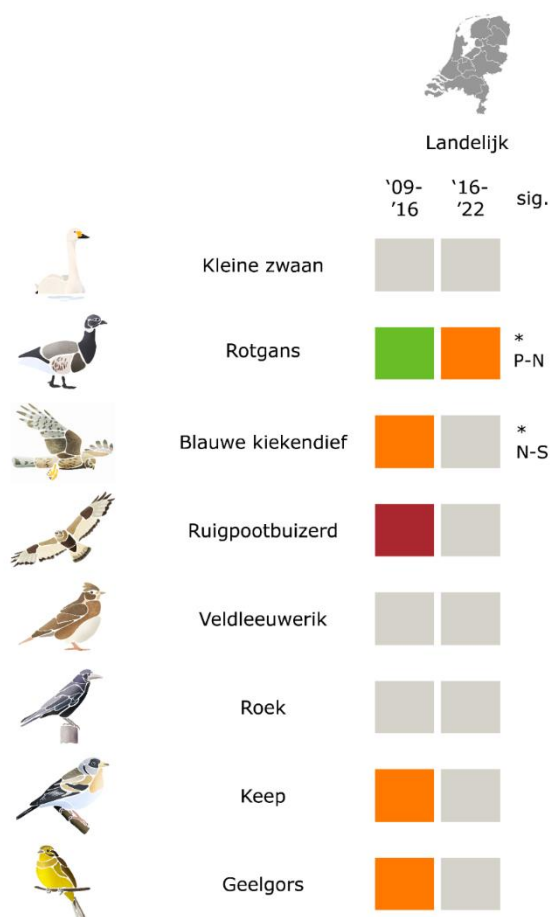 Landelijk
‘09-
’16
‘16-
’22
sig.
Kleine zwaan
Rotgans
*
P-N
Blauwe kiekendief
*
N-S
Ruigpootbuizerd
Veldleeuwerik
Roek
Keep
Geelgors